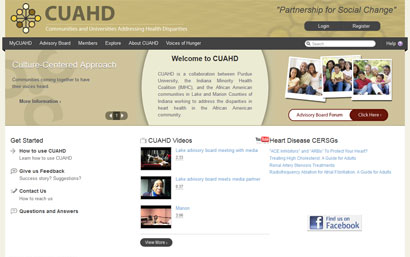 CUAHD
Communities and Universities Addressing Health Disparities
"Partnership for Social Change"
Login
Register
MyCUAHD
Advisory Board
Members
Explore
About CUAHD
Voices of Hunger
Search
Help
Culture-Centered Approach
Communities coming together to have
their voices heard.
More Information ›
1
Welcome to CUAHD
CUAHD is a collaboration between Purdue
University, the Indiana Minority Health
Coalition (IMHC), and the African American
communities in Lake and Marion Counties of
Indiana working to address the disparities in
heart health in the African American
community.
Advisory Board Forum
Click Here ›
Get Started
How to use CUAHD
Learn how to use CUAHD
Give us Feedback
Success story? Suggestions?
Contact Us
How to reach us
Questions and Answers
CUAHD Videos
You Tube
Lake advisory board meeting with media
Lake advisory board meets media partner
Marion
View More ›
Heart Disease CERSGs
"ACE Inhibitors" and "ARBs" To Protect Your Heart?
Treating High Cholesterol: A Guide for Adults
Renal Artery Stenosis Treatments
Radiofrequency Ablation for Atrial Fibrillation: A Guide for Adults
Find us on
Facebook